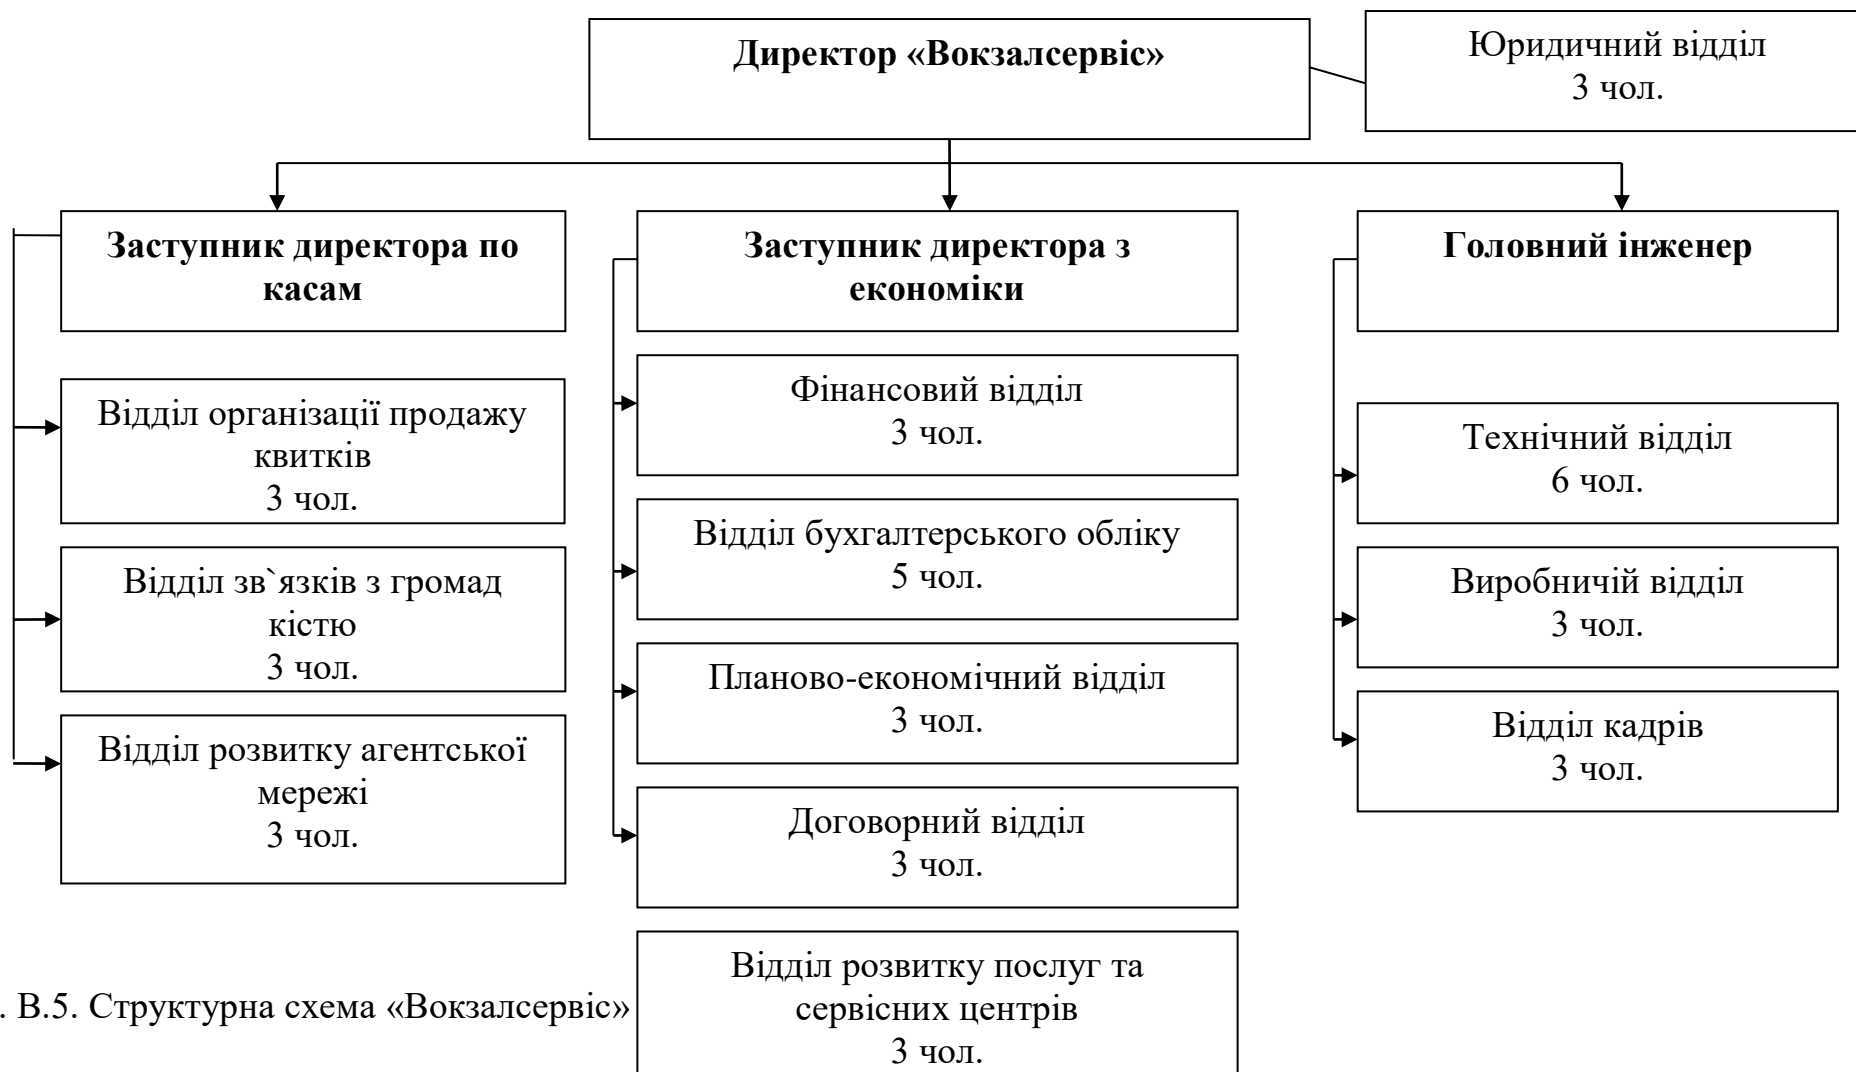 Директор «Вокзалсервіс»
Юридичний відділ
3 чол.
Заступник директора по
касам
Заступник директора з
економіки
Головний інженер
Відділ організації продажу
квитків
3 чол.
Відділ зв`язків з громад
кістю
3 чол.
Відділ розвитку агентської
мережі
3 чол.
Фінансовий відділ
3 чол.
Відділ бухгалтерського обліку
5 чол.
Планово-економічний відділ
3 чол.
Договорний відділ
3 чол.
Відділ розвитку послуг та
сервісних центрів
3 чол.
Технічний відділ
6 чол.
Виробничій відділ
3 чол.
Відділ кадрів
3 чол.
. В.5. Структурна схема «Вокзалсервіс»